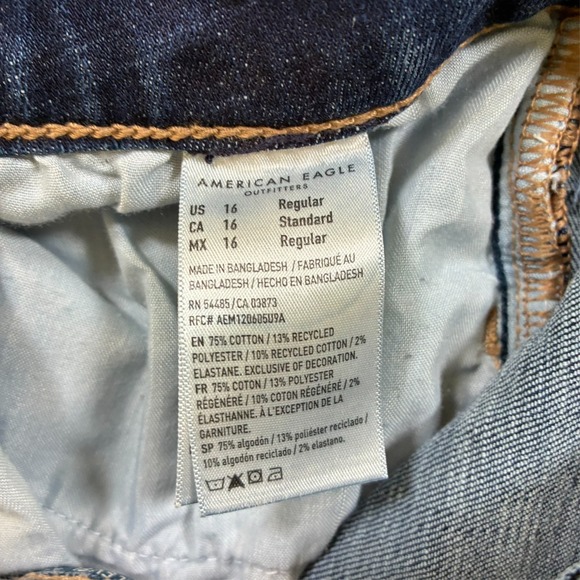 AMERICAN EAGLE
OUTFITTERS
US 16 Regular
CA 16 Standard
MX 16 Regular
MADE IN BANGLADESH / FABRIQUÉ AU
BANGLADESH / HECHO EN BANGLADESH
RN 54485/CA 03873
RFC# AEM120605U9A
EN 75% COTTON / 13% RECYCLED
POLYESTER / 10% RECYCLED COTTON / 2%
ELASTANE. EXCLUSIVE OF DECORATION.
FR 75% COTON / 13% POLYESTER
RÉGÉNÉRÉ / 10% COTON RÉGÉNÉRÉ / 2%
ÉLASTHANNE. À L'EXCEPTION DE LA
GARNITURE.
SP 75% algodón / 13% poliéster reciclado /
10% algodón reciclado / 2% elastano.